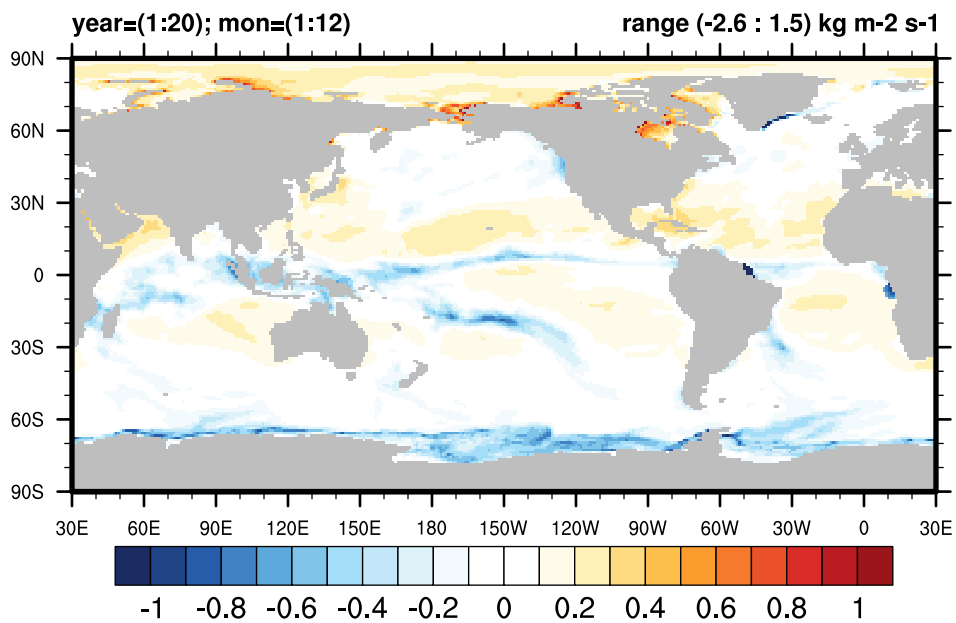 year=(1:20); mon=(1:12) range (-2.6 : 1.5) kg m-2 s-1
90N
60N
30N
0
30S
60S
90S
30E 60E 90E 120E 150E 180 150W 120W 90W 60W 30W 0 30E
-1 -0.8 -0.6 -0.4 -0.2 0 0.2 0.4 0.6 0.8 1